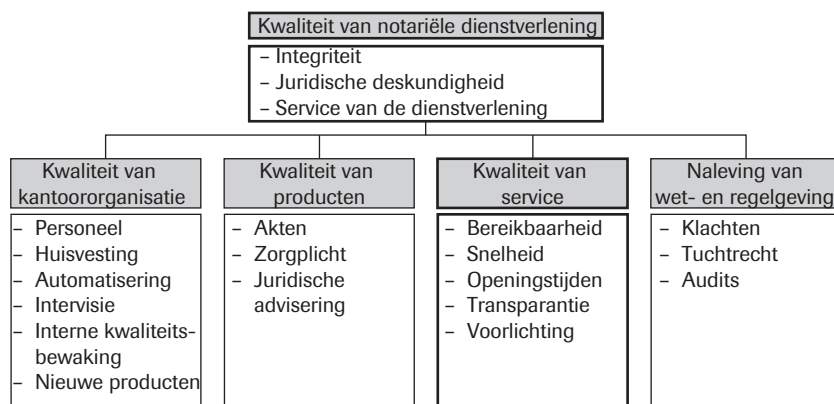 Kwaliteit van notariële dienstverlening
– Integriteit
– Juridische deskundigheid
– Service van de dienstverlening
Kwaliteit van
kantoororganisatie
– Personeel
– Huisvesting
– Automatisering
– Intervisie
– Interne kwaliteits-
bewaking
– Nieuwe producten
Kwaliteit van
producten
– Akten
– Zorgplicht
– Juridische
advisering
Kwaliteit van
service
– Bereikbaarheid
– Snelheid
– Openingstijden
– Transparantie
– Voorlichting
Naleving van
wet- en regelgeving
– Klachten
– Tuchtrecht
– Audits